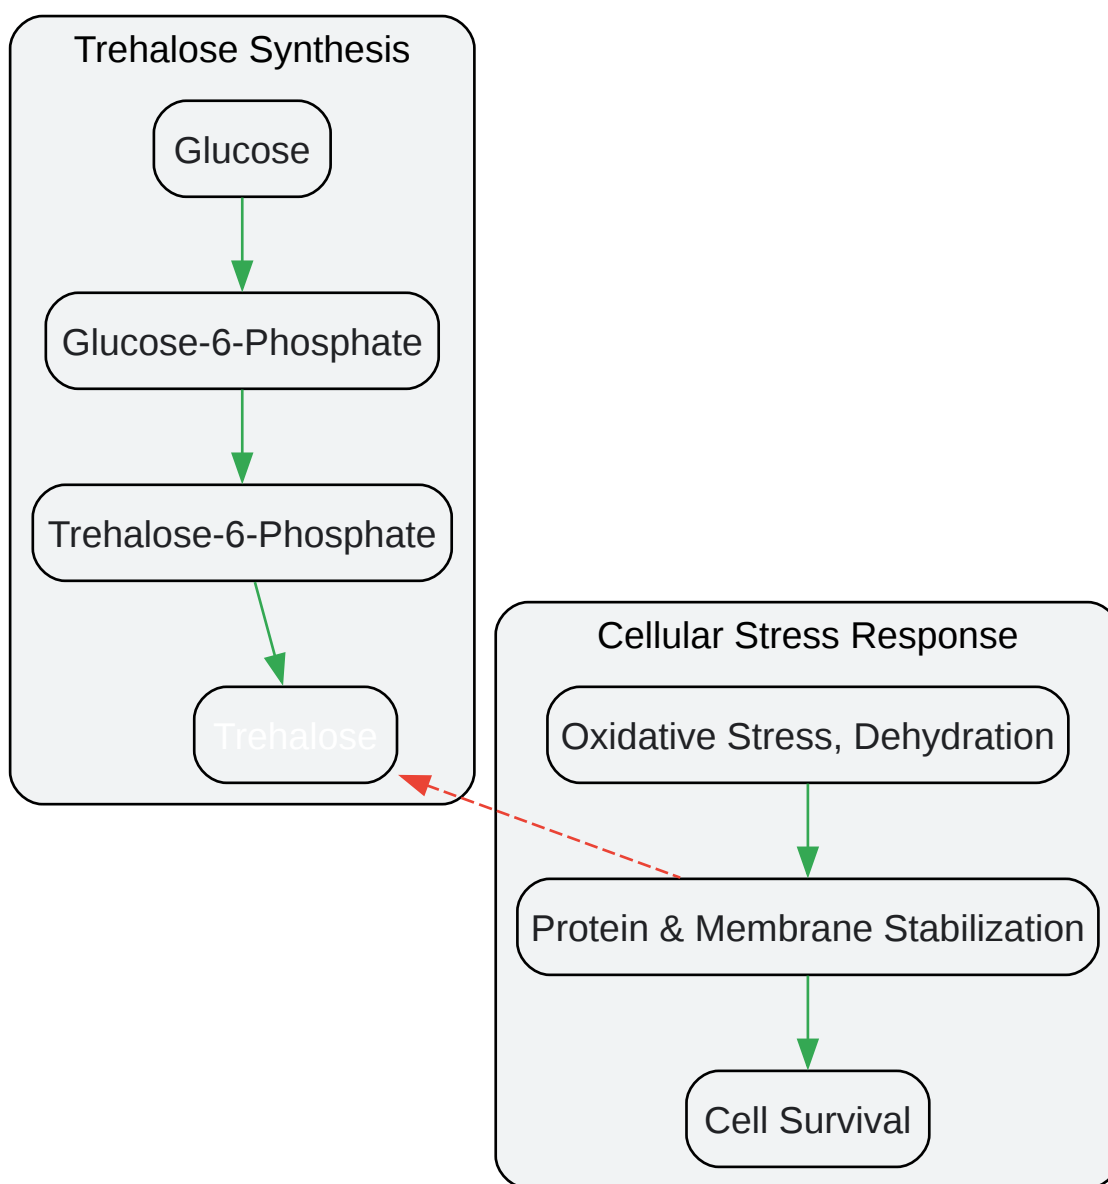 Trehalose Synthesis
Glucose
Glucose-6-Phosphate
Trehalose-6-Phosphate
Trehalose
Cellular Stress Response
Oxidative Stress, Dehydration
Protein & Membrane Stabilization
Cell Survival